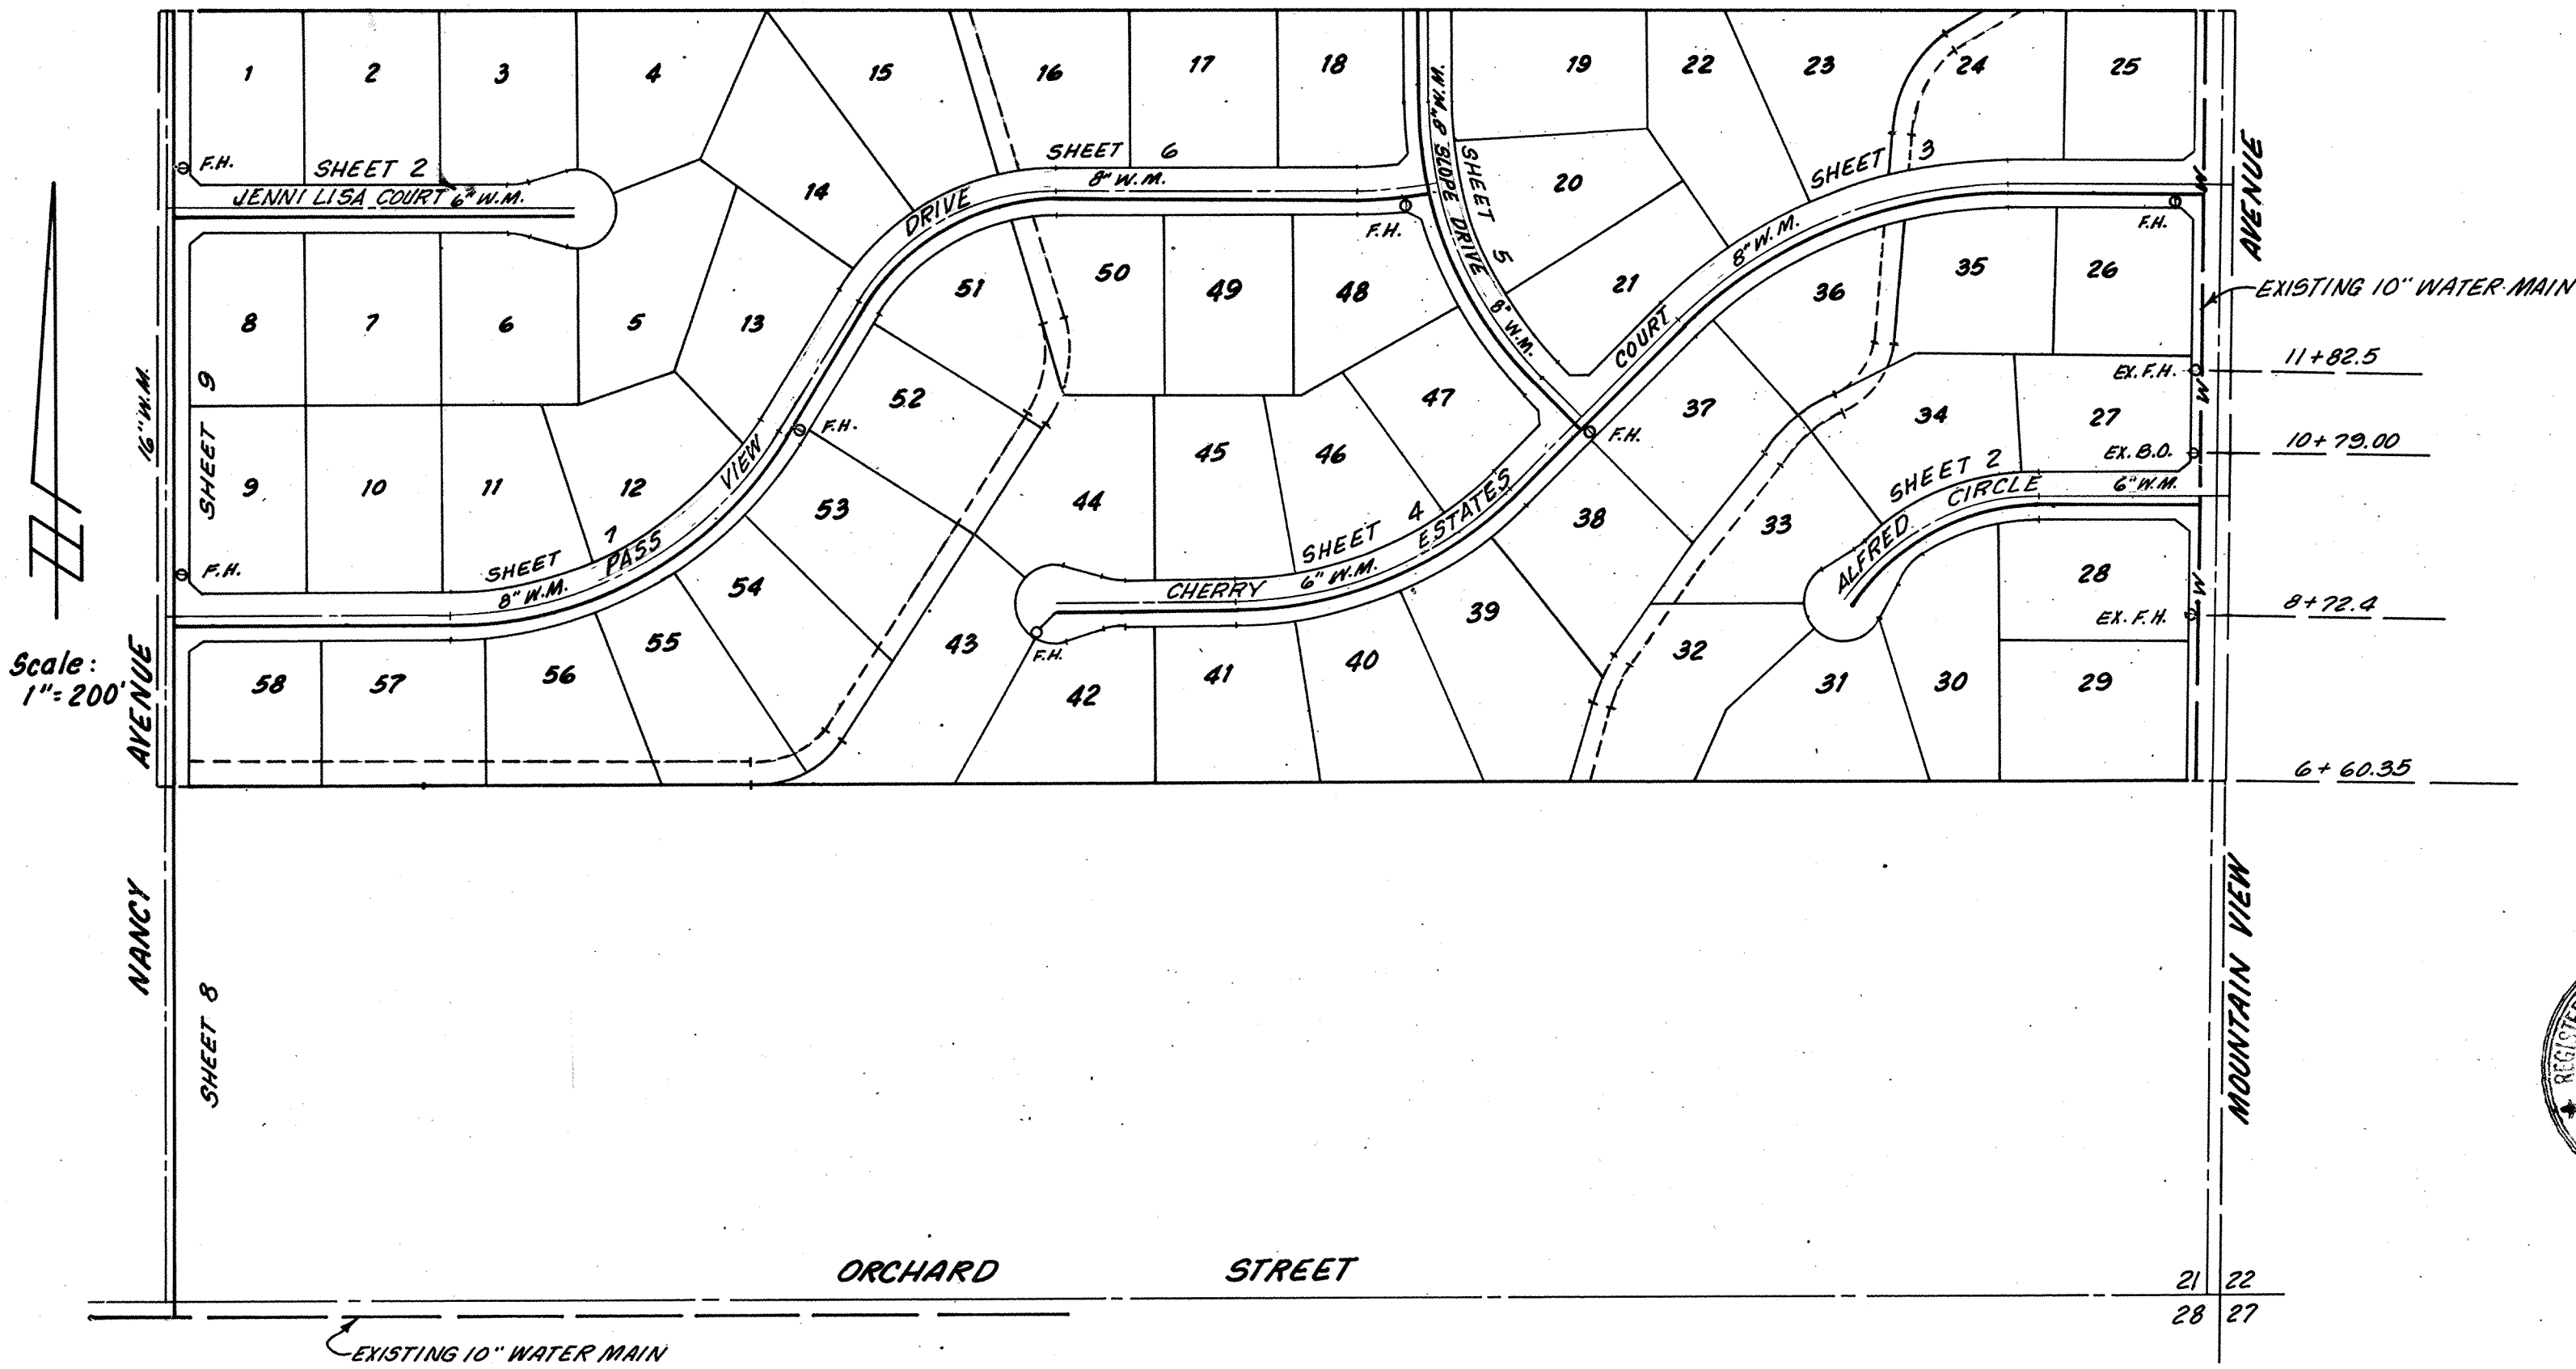 1 2 3 4 15 16 17 18 19 22 23 24 25
F.H.
SHEET 2
JENNI LISA COURT 6" W.M.
14
DRIVE
SHEET 6
8" W.M.
F.H.
8" W.M.
SLOPE DRIVE
8" W.M.
SHEET 5
20
21
SHEET 3
8" W.M.
COURT
F.H.
AVENUE
EXISTING 10" WATER MAIN
8 7 6 5 13 51 50 49 48 36 35 26
11+82.5
EX. F.H.
16" W.M.
SHEET 9
52
F.H.
47
F.H.
37
34
27
10+79.00
EX. B.O.
9 10 11 12
VIEW
53
44
45
46
38
33
SHEET 2
ALFRED CIRCLE
6" W.M.
W
W
W
F.H.
SHEET 7
PASS
8" W.M.
54
SHEET 4
ESTATES
CHERRY
6" W.M.
39
28
8+72.4
EX. F.H.
Scale:
1"=200'
AVENUE
58 57 56 55 43
F.H.
42 41 40 32 31 30 29
6+60.35
NANCY
SHEET 8
MOUNTAIN VIEW
ORCHARD STREET
21 22
28 27
EXISTING 10" WATER MAIN